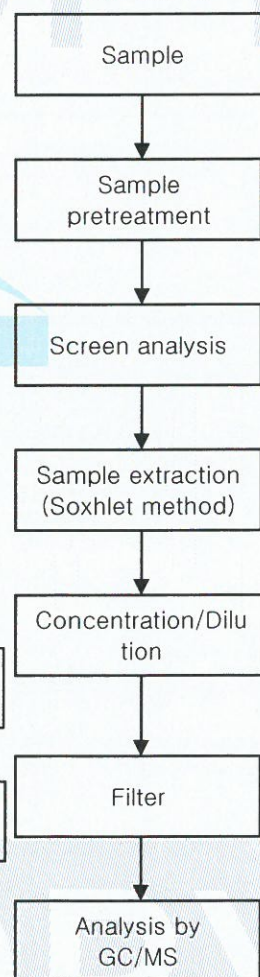 Sample
Sample
pretreatment
Screen analysis
Sample extraction
(Soxhlet method)
Concentration/Dilu
tion
Filter
Analysis by
GC/MS